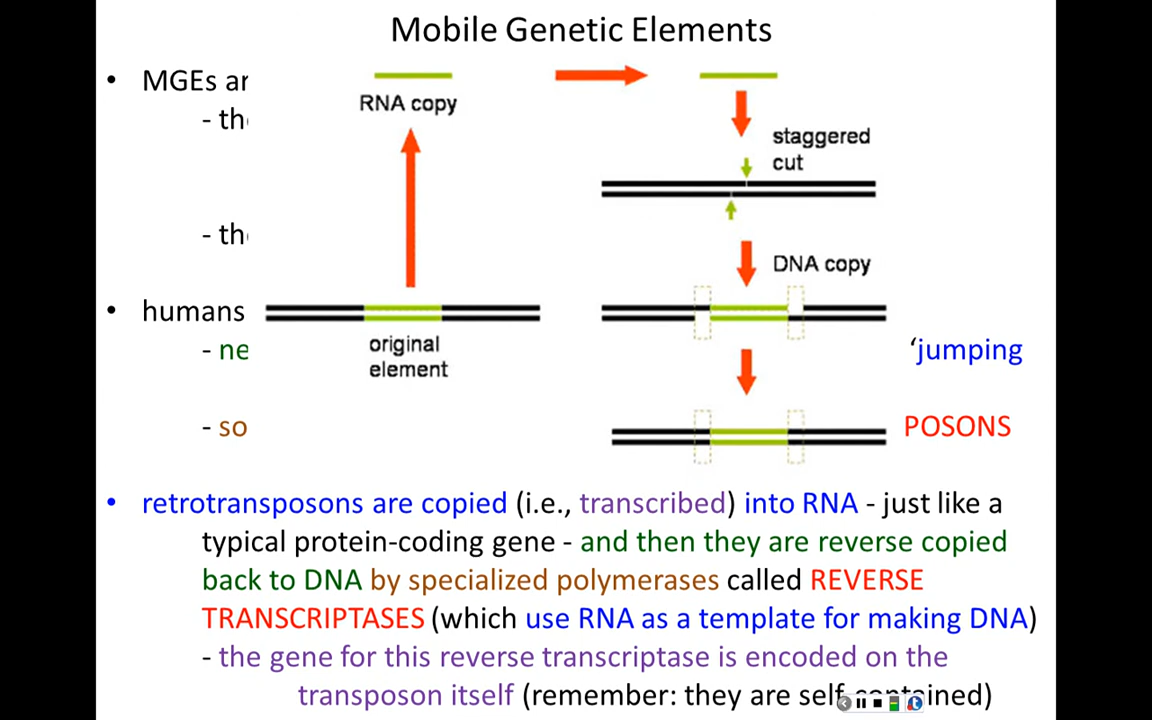 Mobile Genetic Elements
• MGEs ar
- th
RNA copy
staggered
cut
- th
DNA copy
• humans
original
element
- ne
'jumping
- so
POSONS
• retrotransposons are copied (i.e., transcribed) into RNA - just like a
typical protein-coding gene - and then they are reverse copied
back to DNA by specialized polymerases called REVERSE
TRANSCRIPTASES (which use RNA as a template for making DNA)
- the gene for this reverse transcriptase is encoded on the
transposon itself (remember: they are self-contained)